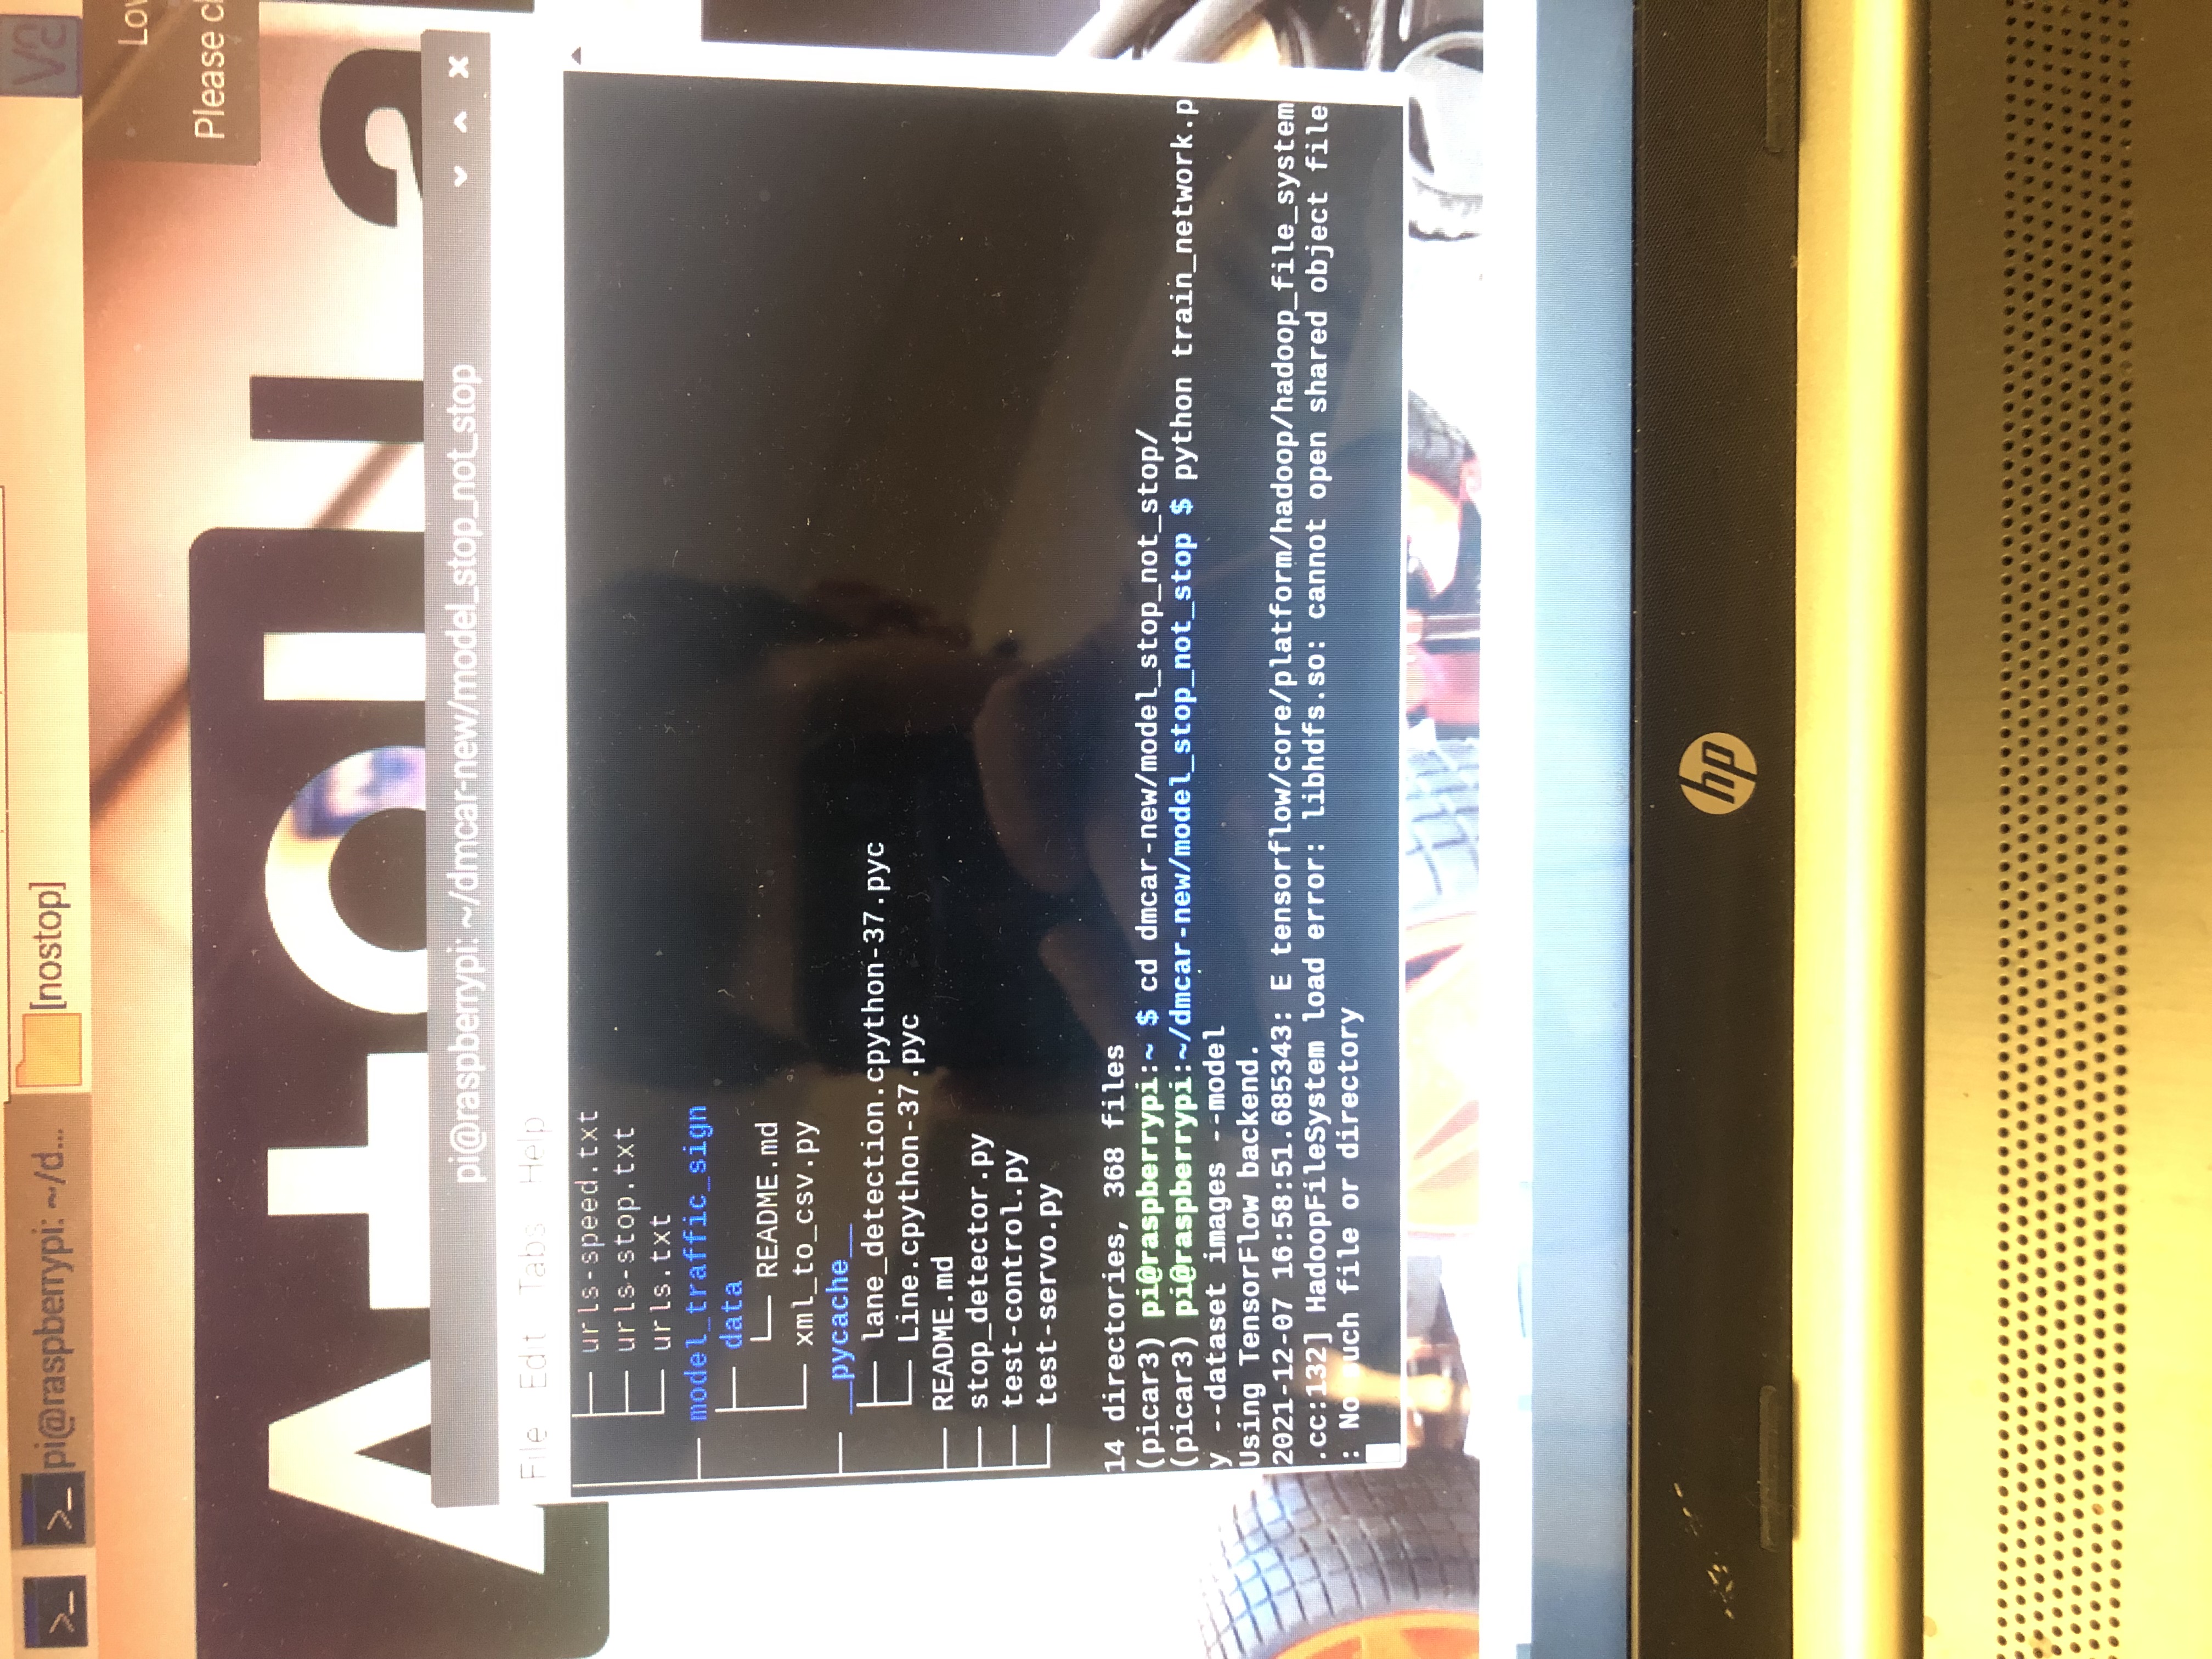 pi@raspberrypi: ~/d...
[nostop]
Please
pi@raspberrypi: ~/dmcar-new/model_stop_not_stop
File Edit Tabs Help
├── urls-speed.txt
├── urls-stop.txt
└── urls.txt
├── model_traffic_sign
├── data
└── README.md
└── xml_to_csv.py
├── __pycache__
├── lane_detection.cpython-37.pyc
└── Line.cpython-37.pyc
├── README.md
├── stop_detector.py
├── test-control.py
└── test-servo.py
14 directories, 368 files
(picar3) pi@raspberrypi:~ $ cd dmcar-new/model_stop_not_stop/
(picar3) pi@raspberrypi:~/dmcar-new/model_stop_not_stop $ python train_network.p
y --dataset images --model
Using TensorFlow backend.
2021-12-07 16:58:51.685343: E tensorflow/core/platform/hadoop/hadoop_file_system
.cc:132] HadoopFileSystem load error: libhdfs.so: cannot open shared object file
: No such file or directory
hp